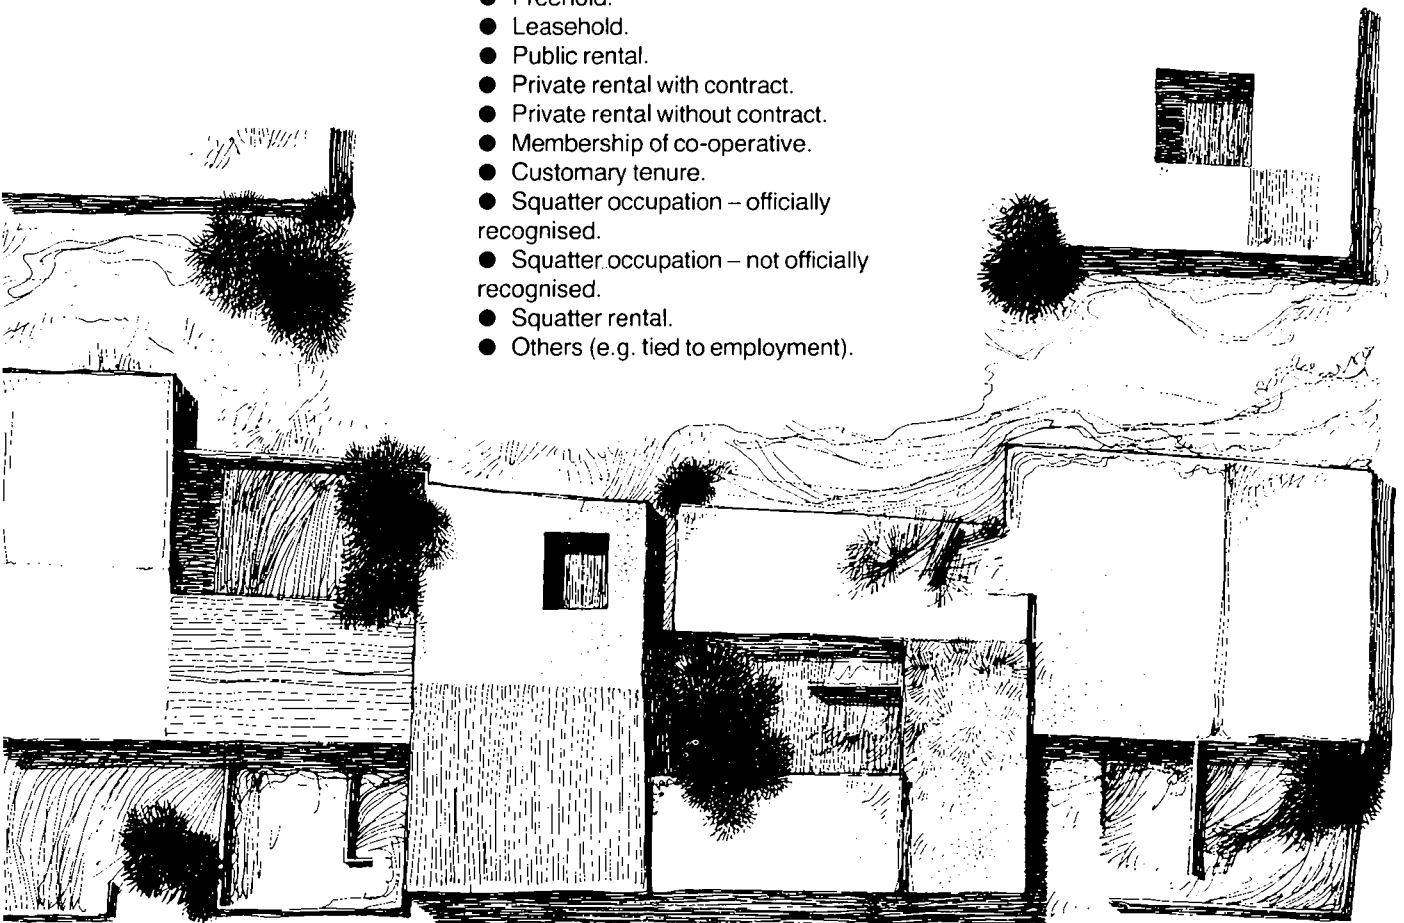 ● Freehold.
● Leasehold.
● Public rental.
● Private rental with contract.
● Private rental without contract.
● Membership of co-operative.
● Customary tenure.
● Squatter occupation – officially
recognised.
● Squatter occupation – not officially
recognised.
● Squatter rental.
● Others (e.g. tied to employment).